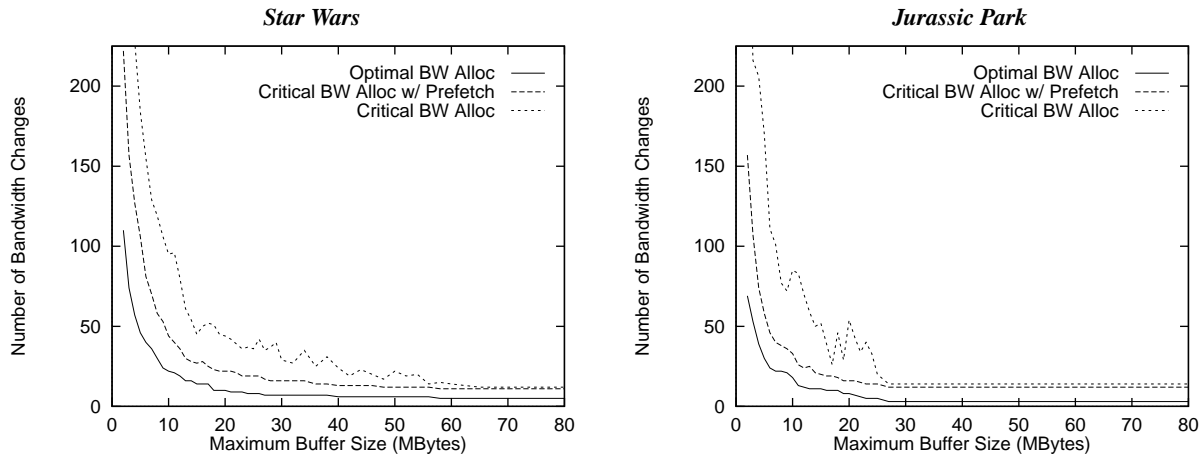 Star Wars
200
150
100
50
0
0 10 20 30 40 50 60 70 80
Number of Bandwidth Changes
Maximum Buffer Size (MBytes)
Optimal BW Alloc
Critical BW Alloc w/ Prefetch
Critical BW Alloc
Jurassic Park
200
150
100
50
0
0 10 20 30 40 50 60 70 80
Number of Bandwidth Changes
Maximum Buffer Size (MBytes)
Optimal BW Alloc
Critical BW Alloc w/ Prefetch
Critical BW Alloc